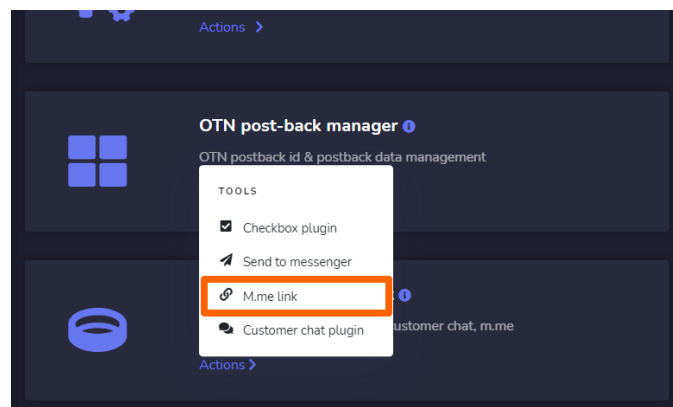 Actions >
OTN post-back manager
OTN postback id & postback data management
TOOLS
Checkbox plugin
Send to messenger
M.me link
Customer chat plugin
customer chat, m.me
Actions >